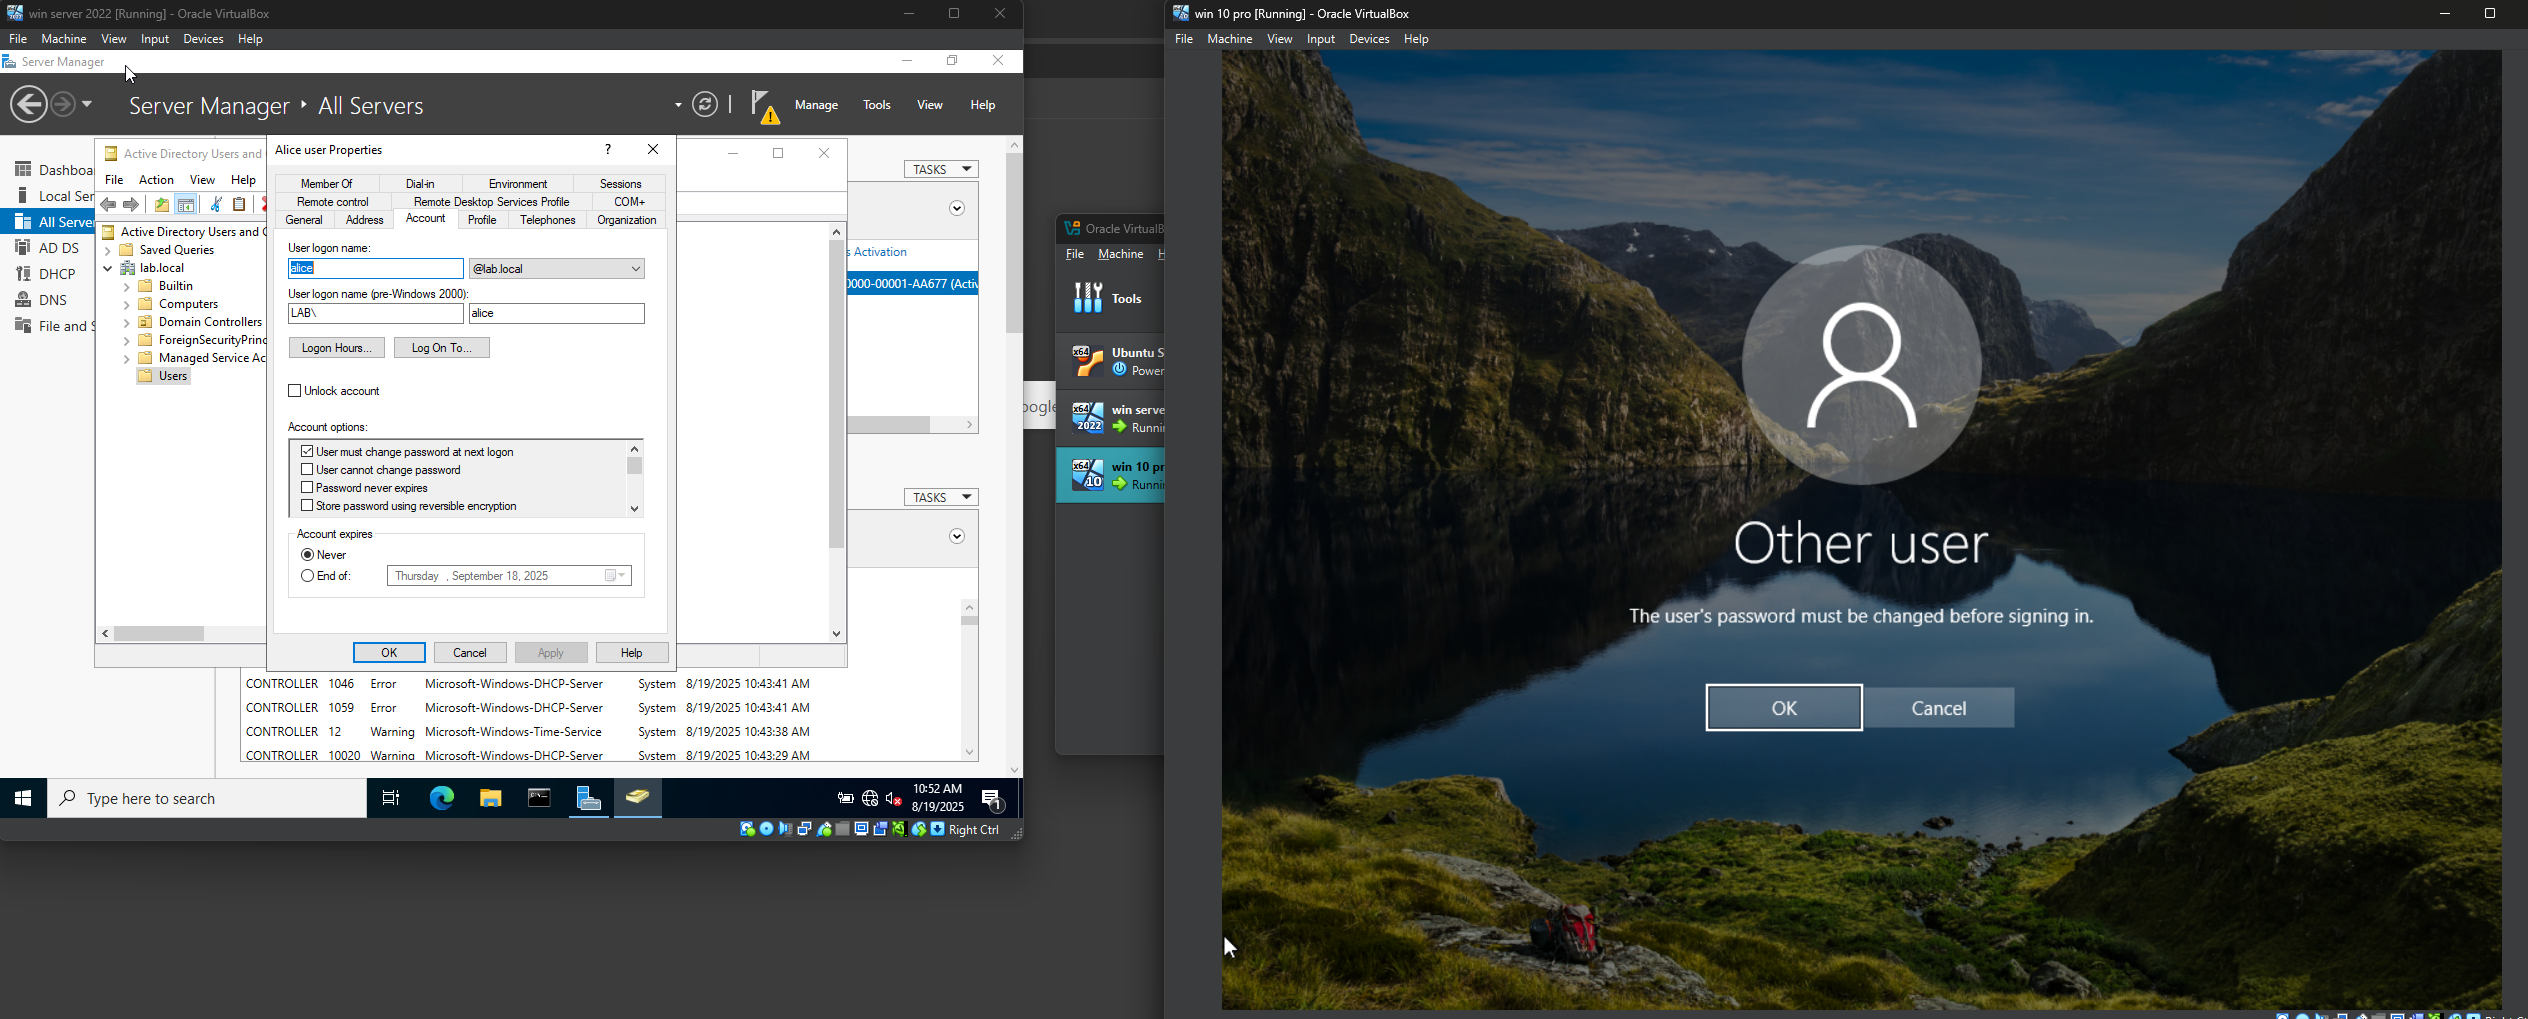 win server 2022 [Running] - Oracle VirtualBox
File Machine View Input Devices Help
Server Manager
Server Manager All Servers
Manage Tools View Help
Dashboa
Local Ser
All Server
AD DS
DHCP
DNS
File and S
Active Directory Users and
File Action View Help
Active Directory Users and C
Saved Queries
lab.local
Builtin
Computers
Domain Controllers
ForeignSecurityPrinc
Managed Service Ac
Users
Alice user Properties
?
Member Of Dial-in Environment Sessions
Remote control Remote Desktop Services Profile COM+
General Address Account Profile Telephones Organization
User logon name:
alice @lab.local
User logon name (pre-Windows 2000):
LAB\ alice
Logon Hours... Log On To...
Unlock account
Account options:
User must change password at next logon
User cannot change password
Password never expires
Store password using reversible encryption
Account expires
Never
End of: Thursday , September 18, 2025
OK Cancel Apply Help
TASKS
s Activation
0000-00001-AA677 (Activ
TASKS
CONTROLLER 1046 Error Microsoft-Windows-DHCP-Server System 8/19/2025 10:43:41 AM
CONTROLLER 1059 Error Microsoft-Windows-DHCP-Server System 8/19/2025 10:43:41 AM
CONTROLLER 12 Warning Microsoft-Windows-Time-Service System 8/19/2025 10:43:38 AM
CONTROLLER 10020 Warning Microsoft-Windows-DHCP-Server System 8/19/2025 10:43:29 AM
Type here to search
10:52 AM
8/19/2025
1
Right Ctrl
oogle
Oracle VirtualB
File Machine H
Tools
x64
Ubuntu S
Power
x64 2022
win serve
Runnin
x64 10
win 10 pr
Runnin
win 10 pro [Running] - Oracle VirtualBox
File Machine View Input Devices Help
Other user
The user's password must be changed before signing in.
OK Cancel